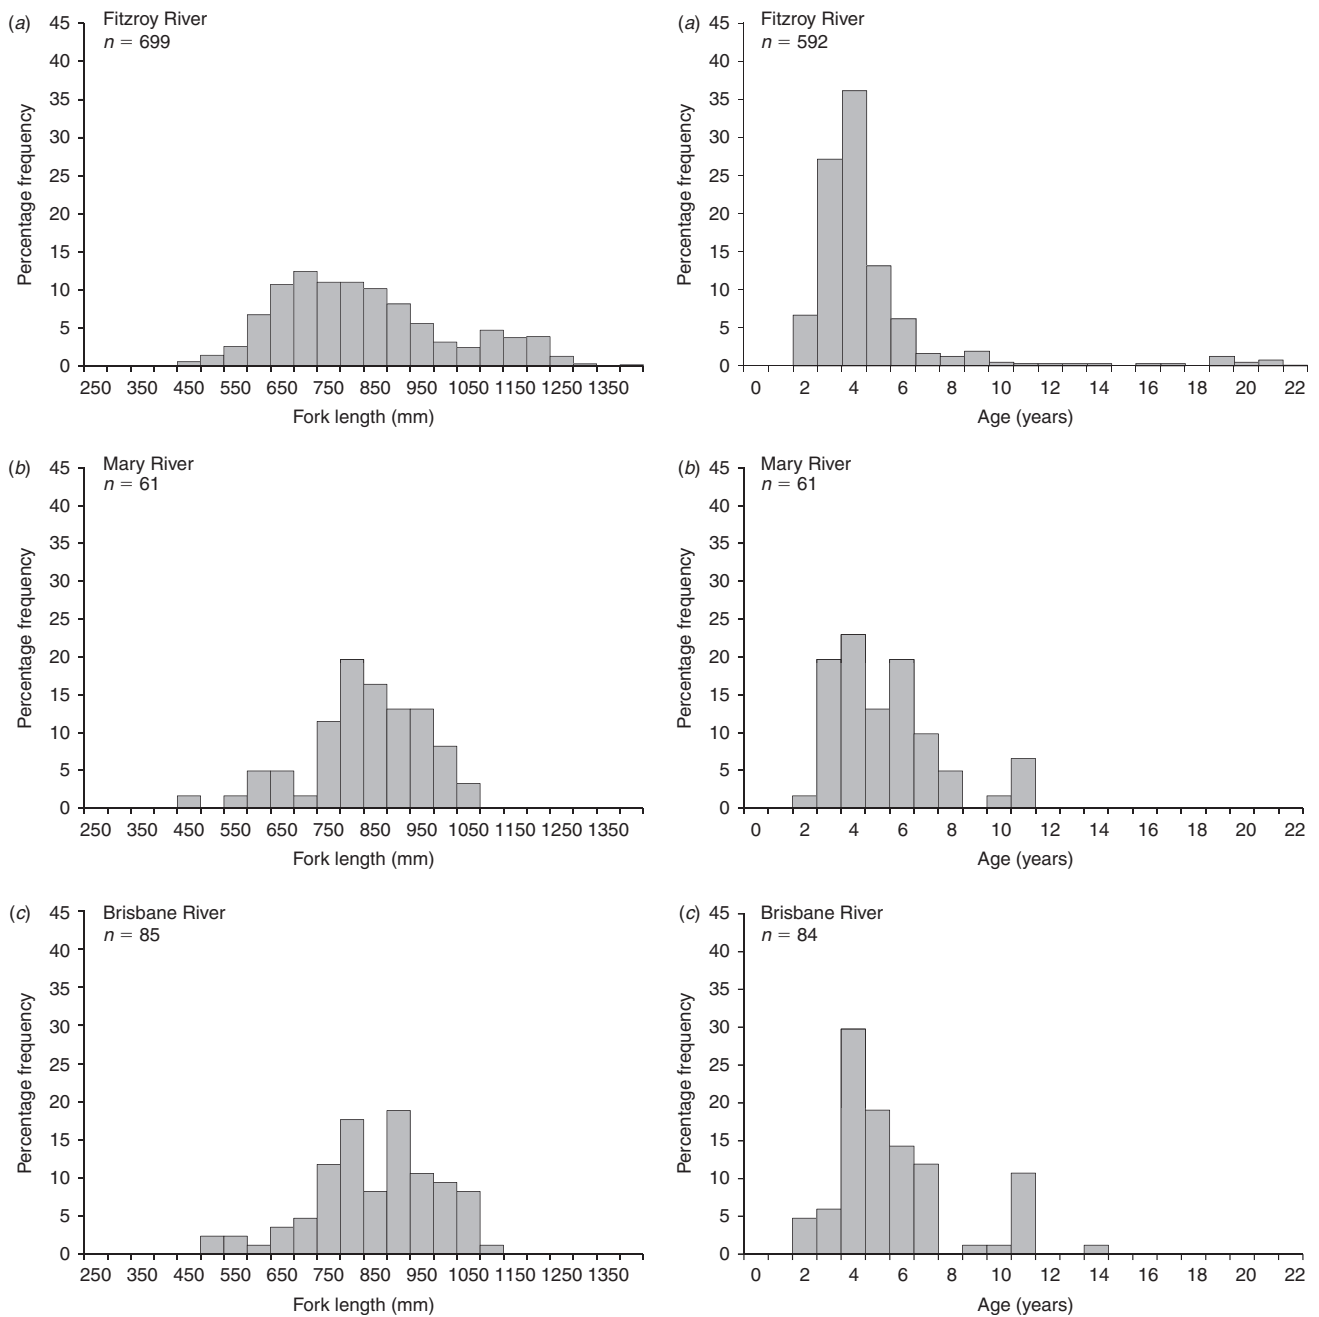 (a)
Fitzroy River
n = 699
45
40
35
30
25
20
15
10
5
0
Percentage frequency
250 350 450 550 650 750 850 950 1050 1150 1250 1350
Fork length (mm)
(a)
Fitzroy River
n = 592
45
40
35
30
25
20
15
10
5
0
Percentage frequency
0 2 4 6 8 10 12 14 16 18 20 22
Age (years)
(b)
Mary River
n = 61
45
40
35
30
25
20
15
10
5
0
Percentage frequency
250 350 450 550 650 750 850 950 1050 1150 1250 1350
Fork length (mm)
(b)
Mary River
n = 61
45
40
35
30
25
20
15
10
5
0
Percentage frequency
0 2 4 6 8 10 12 14 16 18 20 22
Age (years)
(c)
Brisbane River
n = 85
45
40
35
30
25
20
15
10
5
0
Percentage frequency
250 350 450 550 650 750 850 950 1050 1150 1250 1350
Fork length (mm)
(c)
Brisbane River
n = 84
45
40
35
30
25
20
15
10
5
0
Percentage frequency
0 2 4 6 8 10 12 14 16 18 20 22
Age (years)